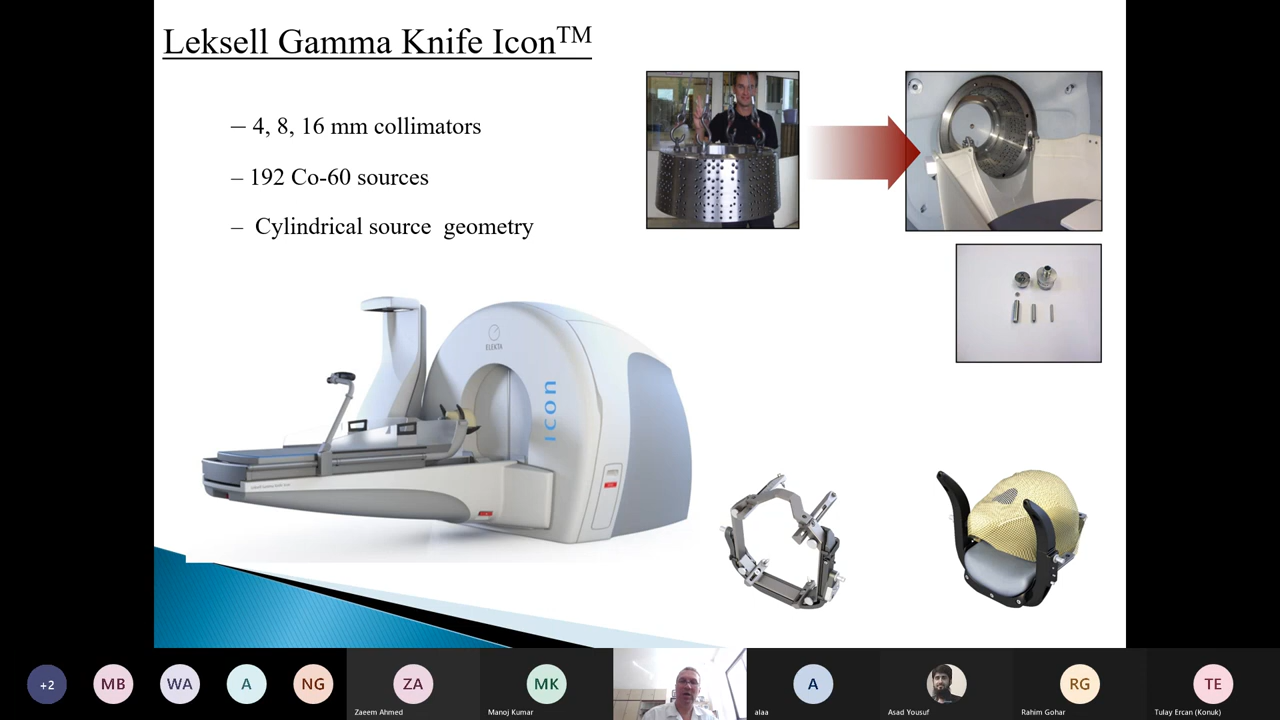 Leksell Gamma Knife Icon™
– 4, 8, 16 mm collimators
– 192 Co-60 sources
– Cylindrical source geometry
ELEKTA
icon
+2
MB
WA
A
NG
ZA
Zaeem Ahmed
MK
Manoj Kumar
A
alaa
Asad Yousuf
RG
Rahim Gohar
TE
Tulay Ercan (Konuk)